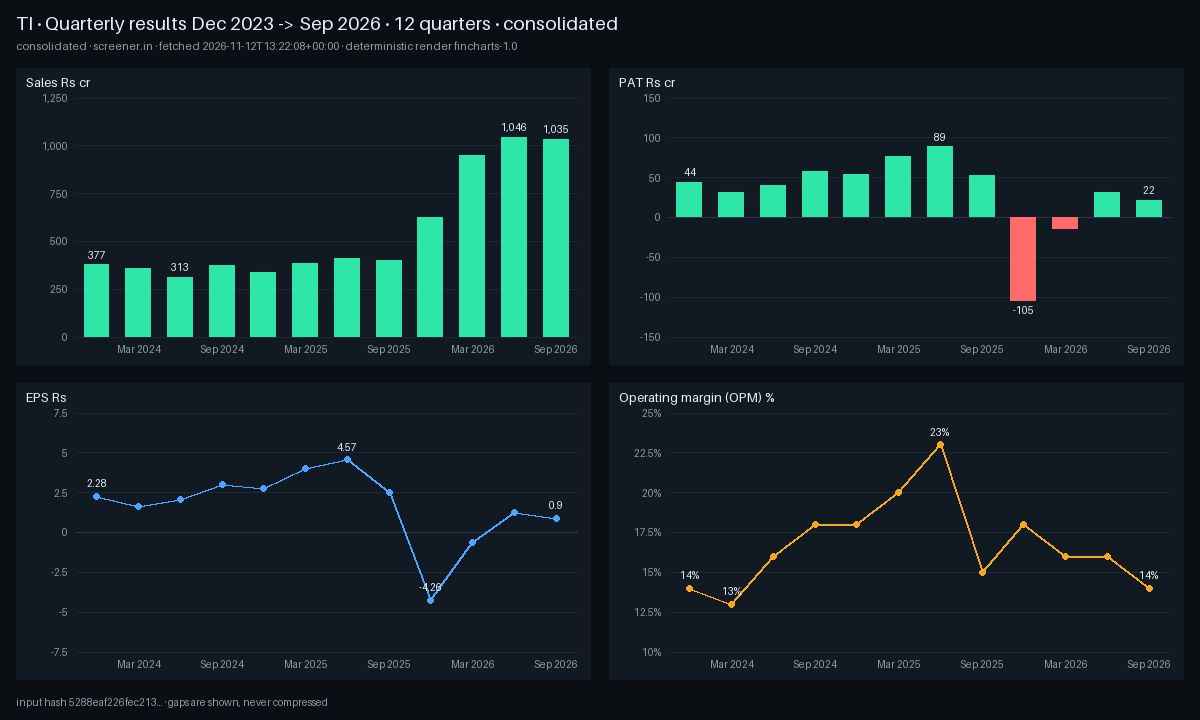 TI · Quarterly results Dec 2023 -> Sep 2026 · 12 quarters · consolidated
consolidated · screener.in · fetched 2026-11-12T13:22:08+00:00 · deterministic render fincharts-1.0
Sales Rs cr
1,250
1,000
750
500
250
0
377
313
1,046
1,035
Mar 2024
Sep 2024
Mar 2025
Sep 2025
Mar 2026
Sep 2026
PAT Rs cr
150
100
50
0
-50
-100
-150
44
89
-105
22
Mar 2024
Sep 2024
Mar 2025
Sep 2025
Mar 2026
Sep 2026
EPS Rs
7.5
5
2.5
0
-2.5
-5
-7.5
2.28
4.57
-4.26
0.9
Mar 2024
Sep 2024
Mar 2025
Sep 2025
Mar 2026
Sep 2026
Operating margin (OPM) %
25%
22.5%
20%
17.5%
15%
12.5%
10%
14%
13%
23%
14%
Mar 2024
Sep 2024
Mar 2025
Sep 2025
Mar 2026
Sep 2026
input hash 5288eaf226fec213… · gaps are shown, never compressed